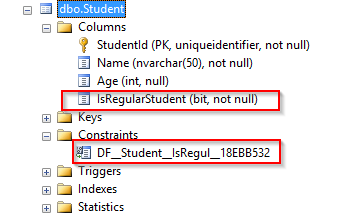 dbo.Student
Columns
StudentId (PK, uniqueidentifier, not null)
Name (nvarchar(50), not null)
Age (int, null)
IsRegularStudent (bit, not null)
Keys
Constraints
DF__Student__IsRegul__18EBB532
Triggers
Indexes
Statistics